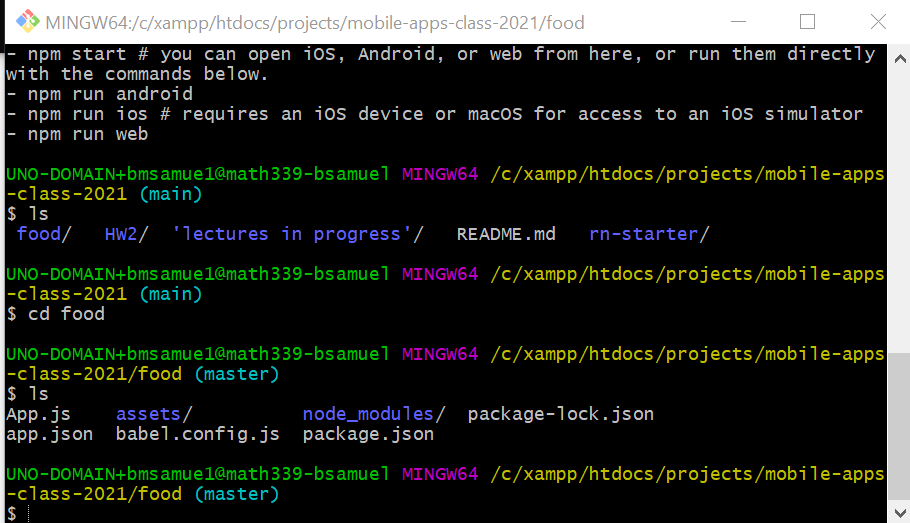 MINGW64:/c/xampp/htdocs/projects/mobile-apps-class-2021/food
- npm start # you can open iOS, Android, or web from here, or run them directly
with the commands below.
- npm run android
- npm run ios # requires an iOS device or macOS for access to an iOS simulator
- npm run web
UNO-DOMAIN+bmsamue1@math339-bsamuel MINGW64 /c/xampp/htdocs/projects/mobile-apps
-class-2021 (main)
$ ls
food/   HW2/  'lectures in progress'/   README.md   rn-starter/
UNO-DOMAIN+bmsamue1@math339-bsamuel MINGW64 /c/xampp/htdocs/projects/mobile-apps
-class-2021 (main)
$ cd food
UNO-DOMAIN+bmsamue1@math339-bsamuel MINGW64 /c/xampp/htdocs/projects/mobile-apps
-class-2021/food (master)
$ ls
App.js    assets/          node_modules/  package-lock.json
app.json  babel.config.js  package.json
UNO-DOMAIN+bmsamue1@math339-bsamuel MINGW64 /c/xampp/htdocs/projects/mobile-apps
-class-2021/food (master)
$